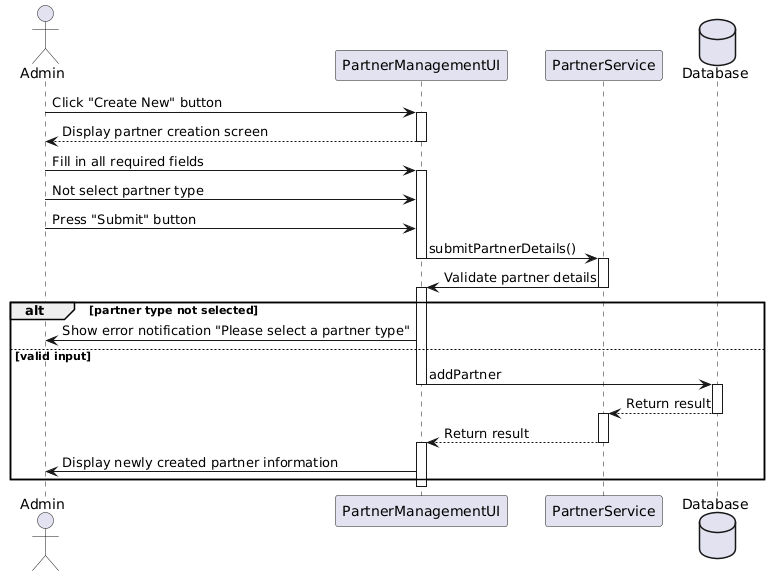 Admin
PartnerManagementUI
PartnerService
Database
Click "Create New" button
Display partner creation screen
Fill in all required fields
Not select partner type
Press "Submit" button
submitPartnerDetails()
Validate partner details
alt [partner type not selected]
Show error notification "Please select a partner type"
[valid input]
addPartner
Return result
Return result
Display newly created partner information
Admin
PartnerManagementUI
PartnerService
Database